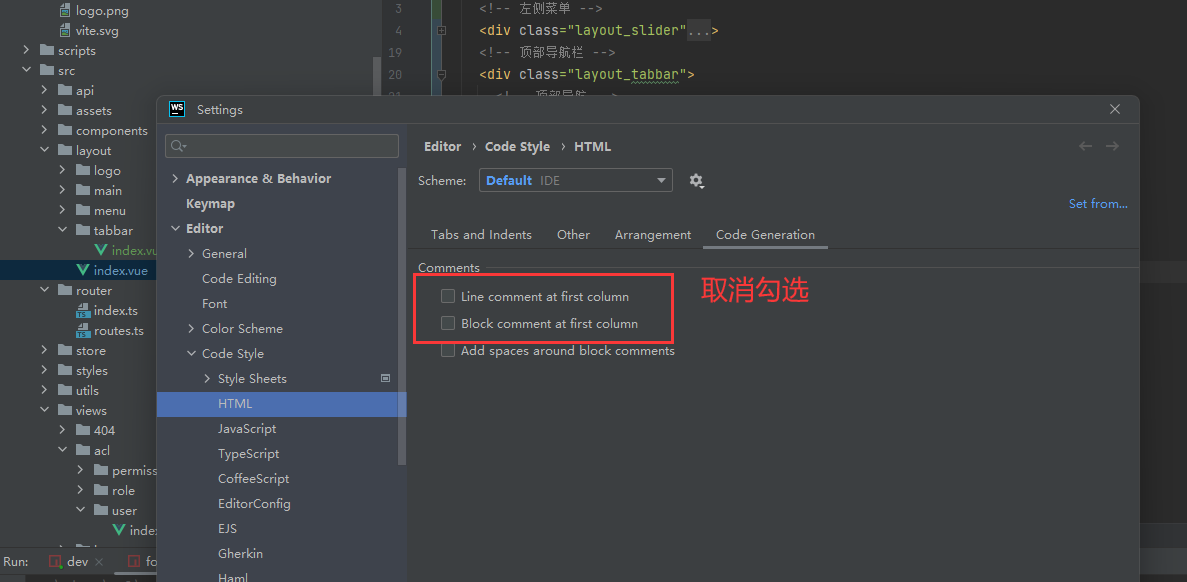 logo.png
vite.svg
scripts
src
api
assets
components
layout
logo
main
menu
tabbar
index.vu
index.vue
router
index.ts
routes.ts
store
styles
utils
views
404
acl
permiss
role
user
inde
Run:
dev
fo
3 <!-- 左侧菜单 -->
4 <div class="layout_slider"...>
19 <!-- 顶部导航栏 -->
20 <div class="layout_tabbar">
WS Settings
Appearance & Behavior
Keymap
Editor
General
Code Editing
Font
Color Scheme
Code Style
Style Sheets
HTML
JavaScript
TypeScript
CoffeeScript
EditorConfig
EJS
Gherkin
Haml
Editor › Code Style › HTML
Scheme: Default IDE
Set from...
Tabs and Indents Other Arrangement Code Generation
Comments
Line comment at first column
Block comment at first column
Add spaces around block comments
取消勾选